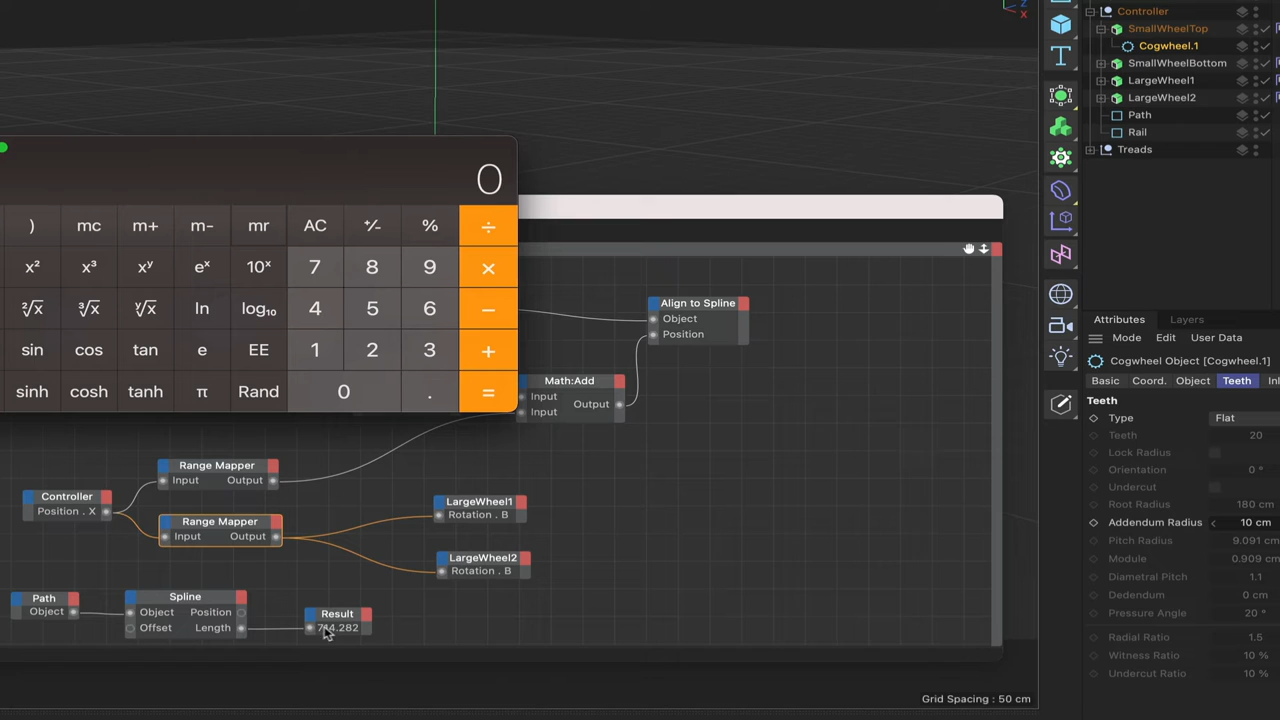 Z
X
Controller
SmallWheelTop
Cogwheel.1
SmallWheelBottom
LargeWheel1
LargeWheel2
Path
Rail
Treads
0
) mc m+ m- mr AC +/− % ÷
x² x³ xʸ eˣ 10ˣ 7 8 9 ×
²√x ³√x ʸ√x ln log₁₀ 4 5 6 −
sin cos tan e EE 1 2 3 +
sinh cosh tanh π Rand 0 . =
Align to Spline
Object
Position
Math:Add
Input
Input
Output
Range Mapper
Input Output
Controller
Position . X
Range Mapper
Input Output
LargeWheel1
Rotation . B
LargeWheel2
Rotation . B
Path
Object
Spline
Object Position
Offset Length
Result
Grid Spacing : 50 cm
Attributes Layers
Mode Edit User Data
Cogwheel Object [Cogwheel.1]
Basic Coord. Object Teeth
Teeth
Type Flat
Teeth 20
Lock Radius
Orientation 0 °
Undercut
Root Radius 180 cm
Addendum Radius 10 cm
Pitch Radius 9.091 cm
Module 0.909 cm
Diametral Pitch 1.1
Dedendum 0 cm
Pressure Angle 20 °
Radial Ratio 1.5
Witness Ratio 10 %
Undercut Ratio 10 %